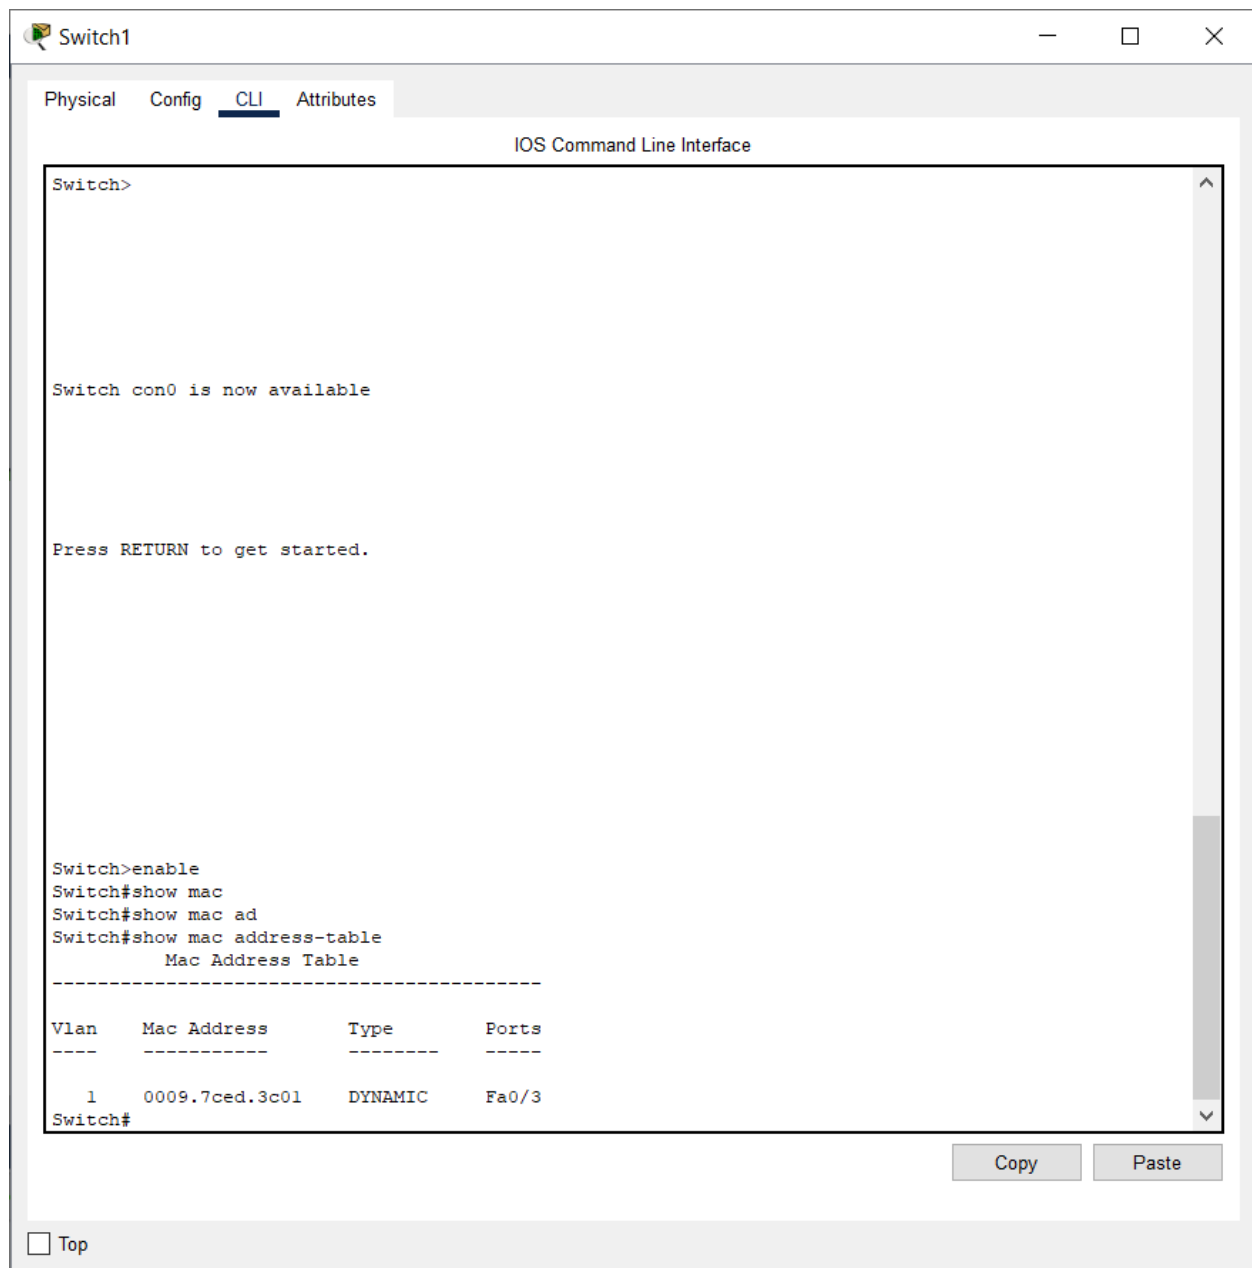 Switch1
Physical Config CLI Attributes
IOS Command Line Interface
Switch>
Switch con0 is now available
Press RETURN to get started.
Switch>enable
Switch#show mac
Switch#show mac ad
Switch#show mac address-table
Mac Address Table
-------------------------------------------
Vlan Mac Address Type Ports
---- ----------- -------- -----
1 0009.7ced.3c01 DYNAMIC Fa0/3
Switch#
Copy Paste
Top